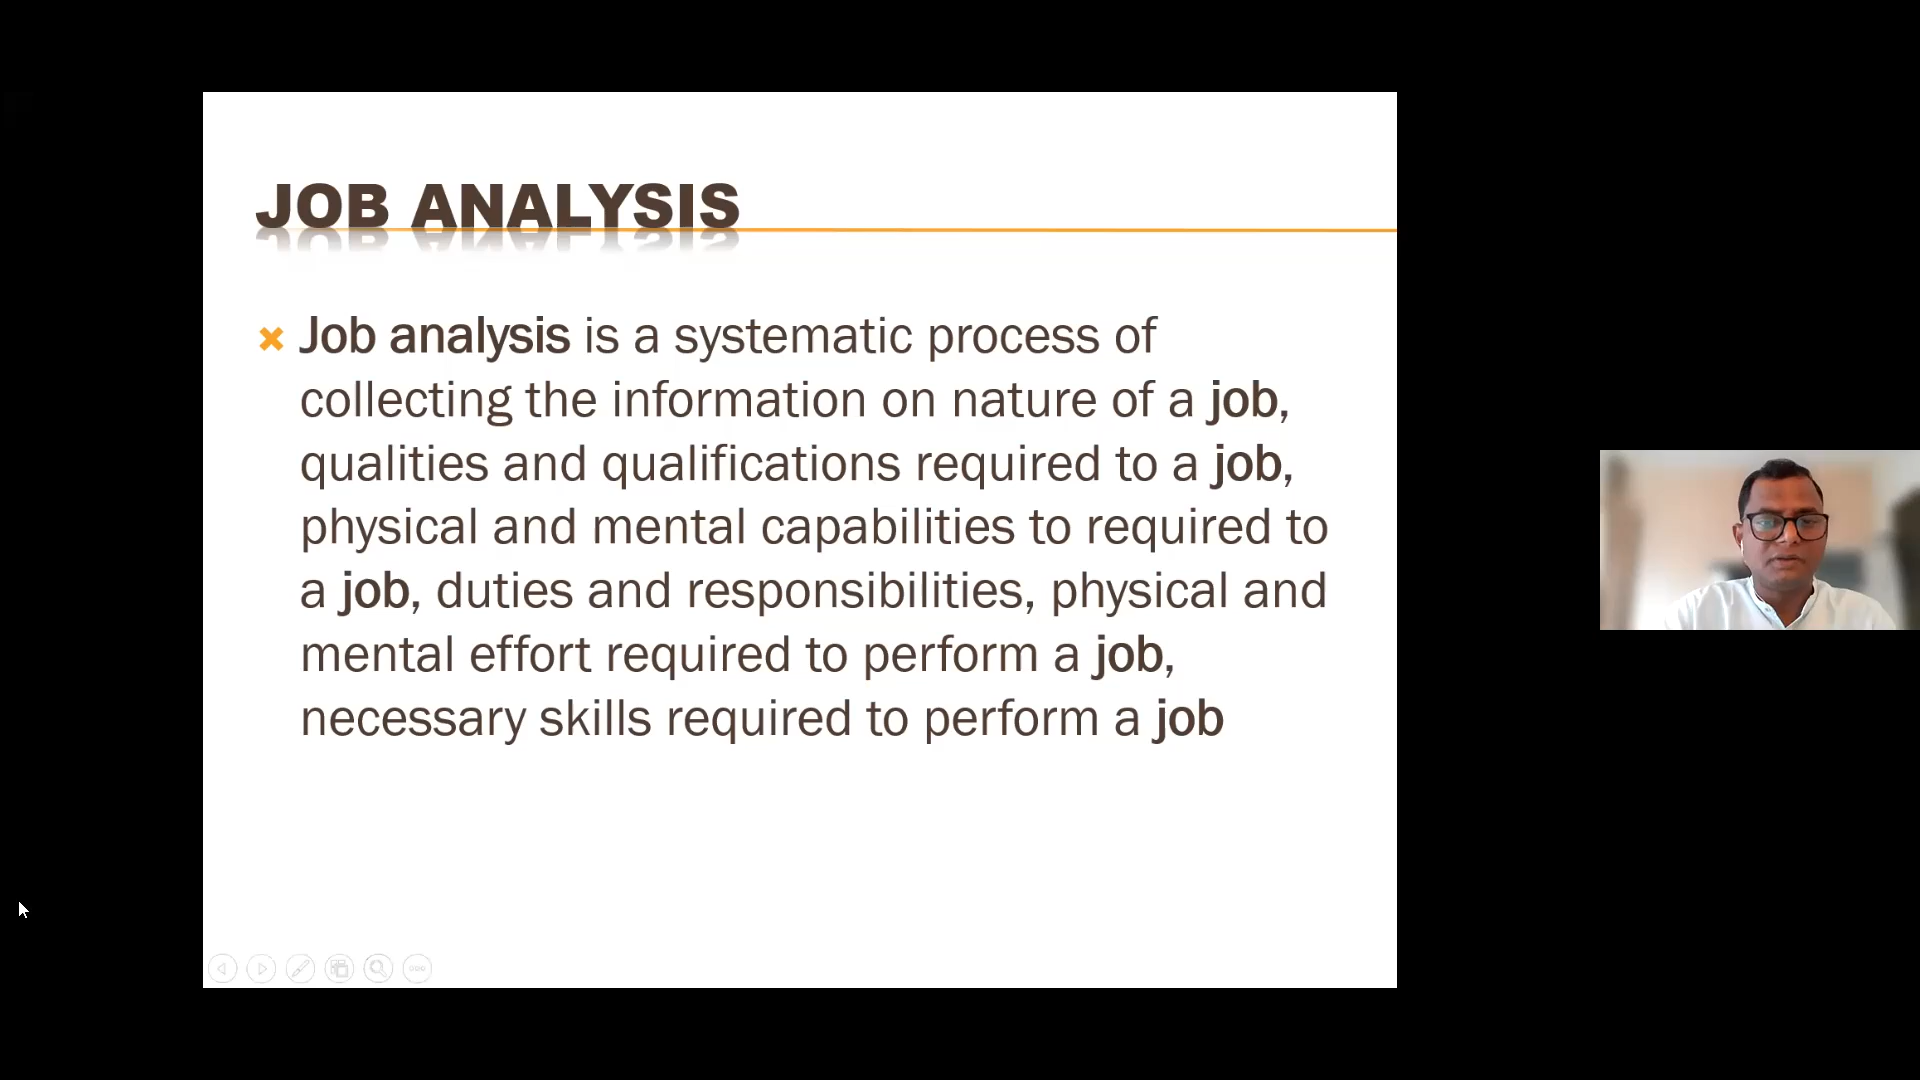 JOB ANALYSIS
Job analysis is a systematic process of
collecting the information on nature of a job,
qualities and qualifications required to a job,
physical and mental capabilities to required to
a job, duties and responsibilities, physical and
mental effort required to perform a job,
necessary skills required to perform a job